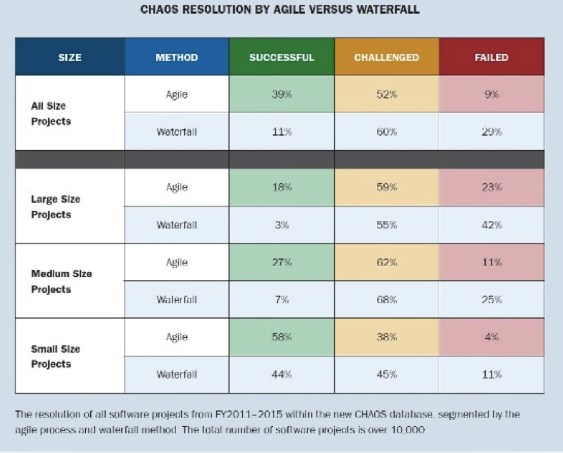 CHAOS RESOLUTION BY AGILE VERSUS WATERFALL
SIZE METHOD SUCCESSFUL CHALLENGED FAILED
All Size Projects Agile 39% 52% 9%
Waterfall 11% 60% 29%
Large Size Projects Agile 18% 59% 23%
Waterfall 3% 55% 42%
Medium Size Projects Agile 27% 62% 11%
Waterfall 7% 68% 25%
Small Size Projects Agile 58% 38% 4%
Waterfall 44% 45% 11%
The resolution of all software projects from FY2011–2015 within the new CHAOS database, segmented by the
agile process and waterfall method. The total number of software projects is over 10,000